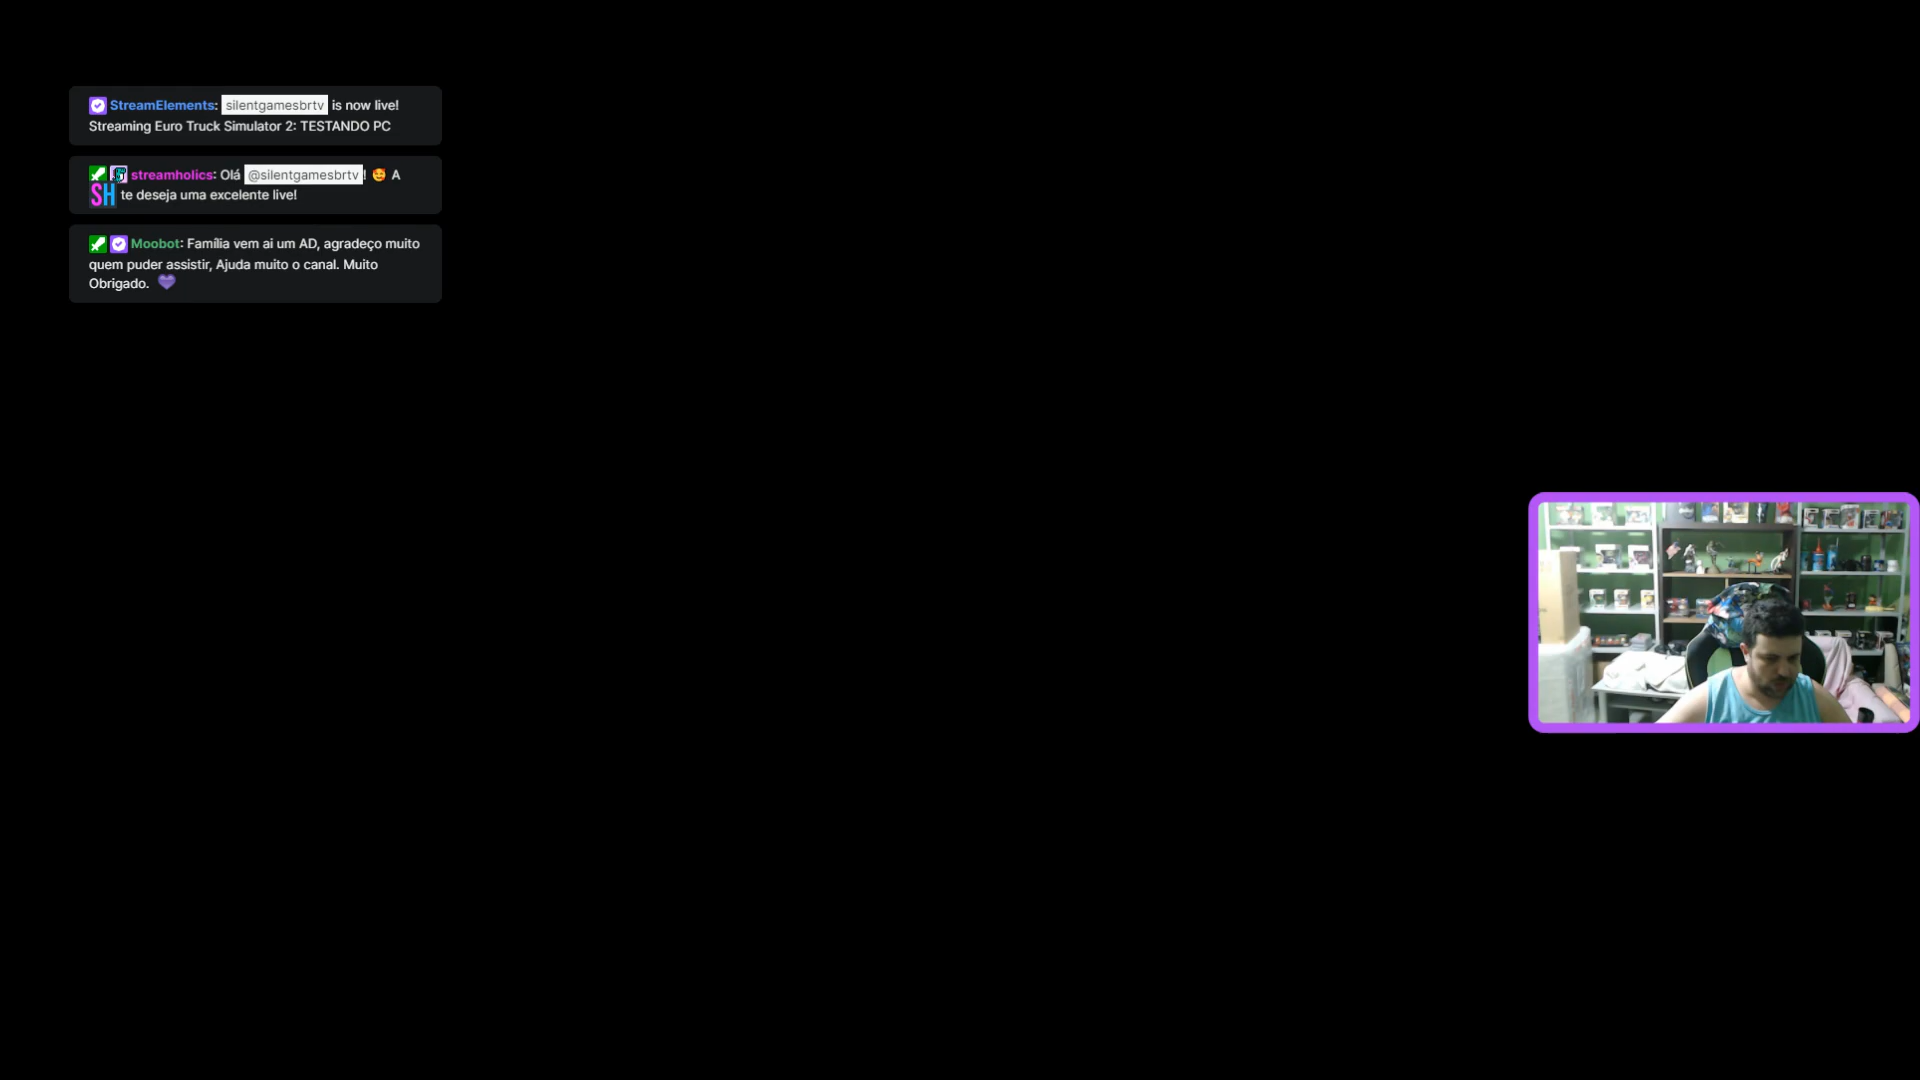 StreamElements: silentgamesbrtv is now live!
Streaming Euro Truck Simulator 2: TESTANDO PC
streamholics: Olá @silentgamesbrtv! 🥰 A
SH te deseja uma excelente live!
Moobot: Família vem ai um AD, agradeço muito
quem puder assistir, Ajuda muito o canal. Muito
Obrigado. 💜